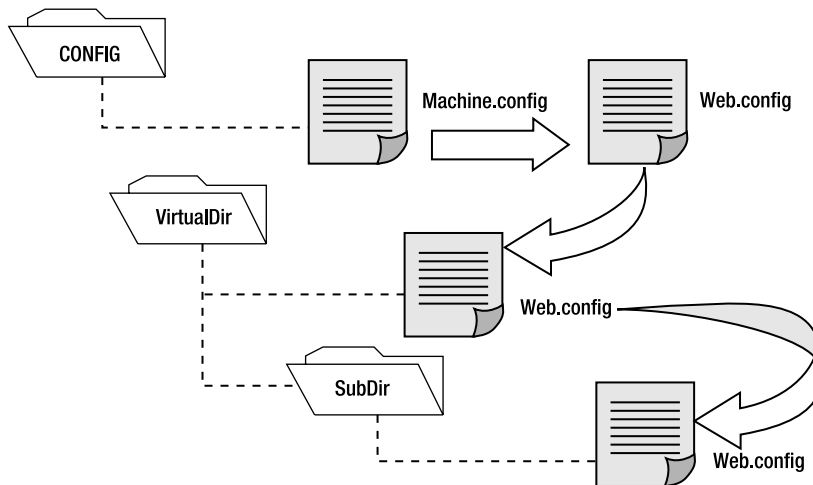 CONFIG
Machine.config
Web.config
VirtualDir
Web.config
SubDir
Web.config